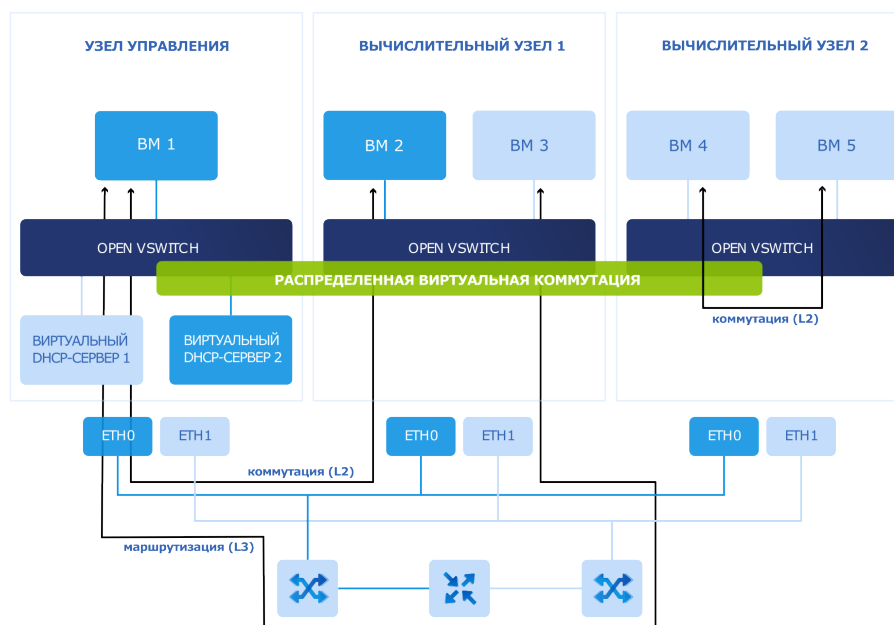 УЗЕЛ УПРАВЛЕНИЯ
ВЫЧИСЛИТЕЛЬНЫЙ УЗЕЛ 1
ВЫЧИСЛИТЕЛЬНЫЙ УЗЕЛ 2
ВМ 1
ВМ 2
ВМ 3
ВМ 4
ВМ 5
OPEN VSWITCH
OPEN VSWITCH
OPEN VSWITCH
РАСПРЕДЕЛЕННАЯ ВИРТУАЛЬНАЯ КОММУТАЦИЯ
коммутация (L2)
ВИРТУАЛЬНЫЙ
DHCP-СЕРВЕР 1
ВИРТУАЛЬНЫЙ
DHCP-СЕРВЕР 2
ETH0
ETH1
ETH0
ETH1
ETH0
ETH1
коммутация (L2)
маршрутизация (L3)